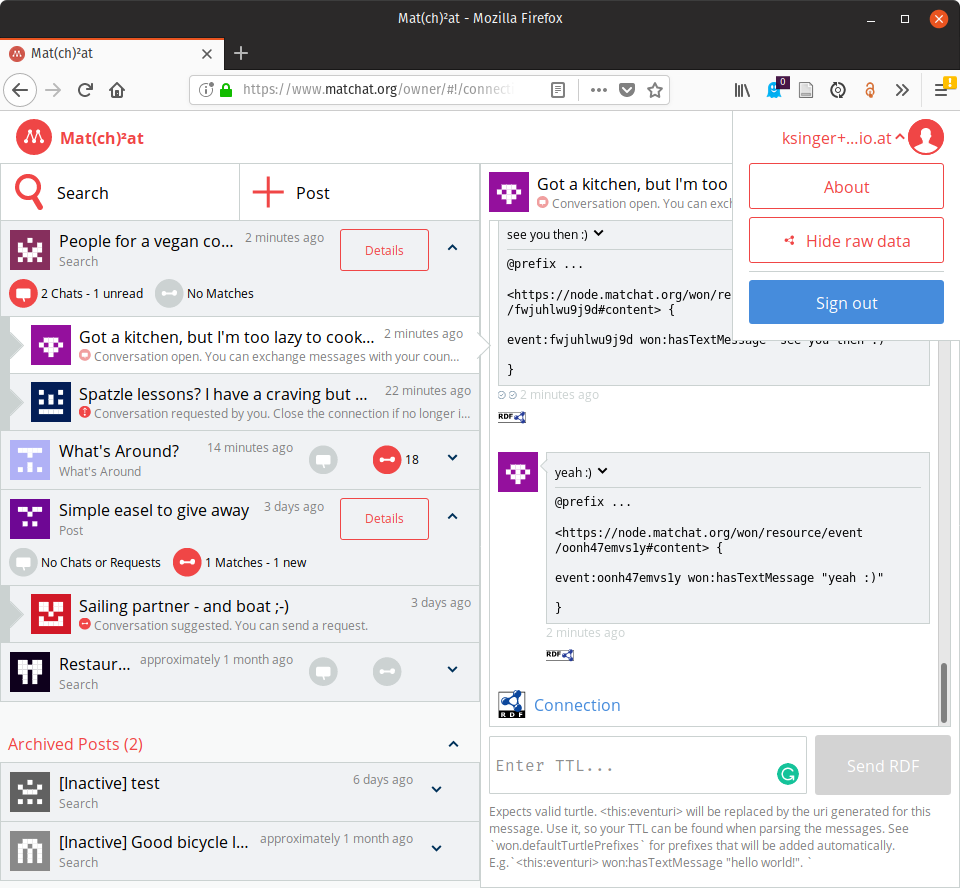 Mat(ch)²at - Mozilla Firefox
Mat(ch)²at
https://www.matchat.org/owner/#!/connect
0
Mat(ch)²at
ksinger+...io.at
About
Hide raw data
Sign out
Search
Post
People for a vegan co...
2 minutes ago
Search
Details
2 Chats - 1 unread
No Matches
Got a kitchen, but I'm too lazy to cook...
2 minutes ago
Conversation open. You can exchange messages with your coun...
Spatzle lessons? I have a craving but ...
22 minutes ago
Conversation requested by you. Close the connection if no longer i...
What's Around?
14 minutes ago
What's Around
18
Simple easel to give away
3 days ago
Post
Details
No Chats or Requests
1 Matches - 1 new
Sailing partner - and boat ;-)
3 days ago
Conversation suggested. You can send a request.
Restaur...
approximately 1 month ago
Search
Archived Posts (2)
[Inactive] test
6 days ago
Search
[Inactive] Good bicycle l...
approximately 1 month ago
Search
Got a kitchen, but I'm too
Conversation open. You can exc
see you then :)
@prefix ...
<https://node.matchat.org/won/re
/fwjuhlwu9j9d#content> {
event:fwjuhlwu9j9d won:hasTextMessage "see you then :)"
}
2 minutes ago
RDF
yeah :)
@prefix ...
<https://node.matchat.org/won/resource/event
/oonh47emvs1y#content> {
event:oonh47emvs1y won:hasTextMessage "yeah :)"
}
2 minutes ago
RDF
RDF
Connection
Enter TTL...
Send RDF
Expects valid turtle. <this:eventuri> will be replaced by the uri generated for this
message. Use it, so your TTL can be found when parsing the messages. See
`won.defaultTurtlePrefixes` for prefixes that will be added automatically.
E.g.`<this:eventuri> won:hasTextMessage "hello world!". `